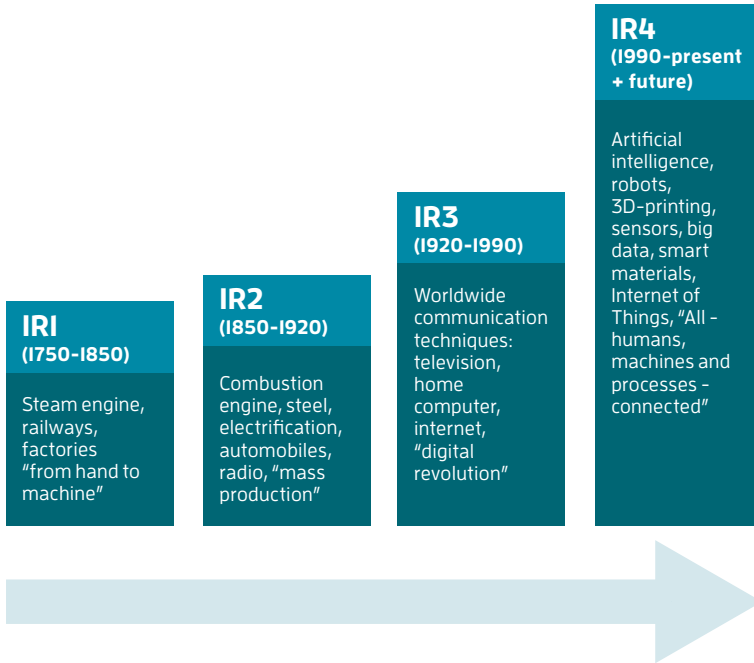 IR1
(1750-1850)
Steam engine,
railways,
factories
“from hand to
machine”
IR2
(1850-1920)
Combustion
engine, steel,
electrification,
automobiles,
radio, “mass
production”
IR3
(1920-1990)
Worldwide
communication
techniques:
television,
home
computer,
internet,
“digital
revolution”
IR4
(1990-present
+ future)
Artificial
intelligence,
robots,
3D-printing,
sensors, big
data, smart
materials,
Internet of
Things, “All -
humans,
machines and
processes -
connected”